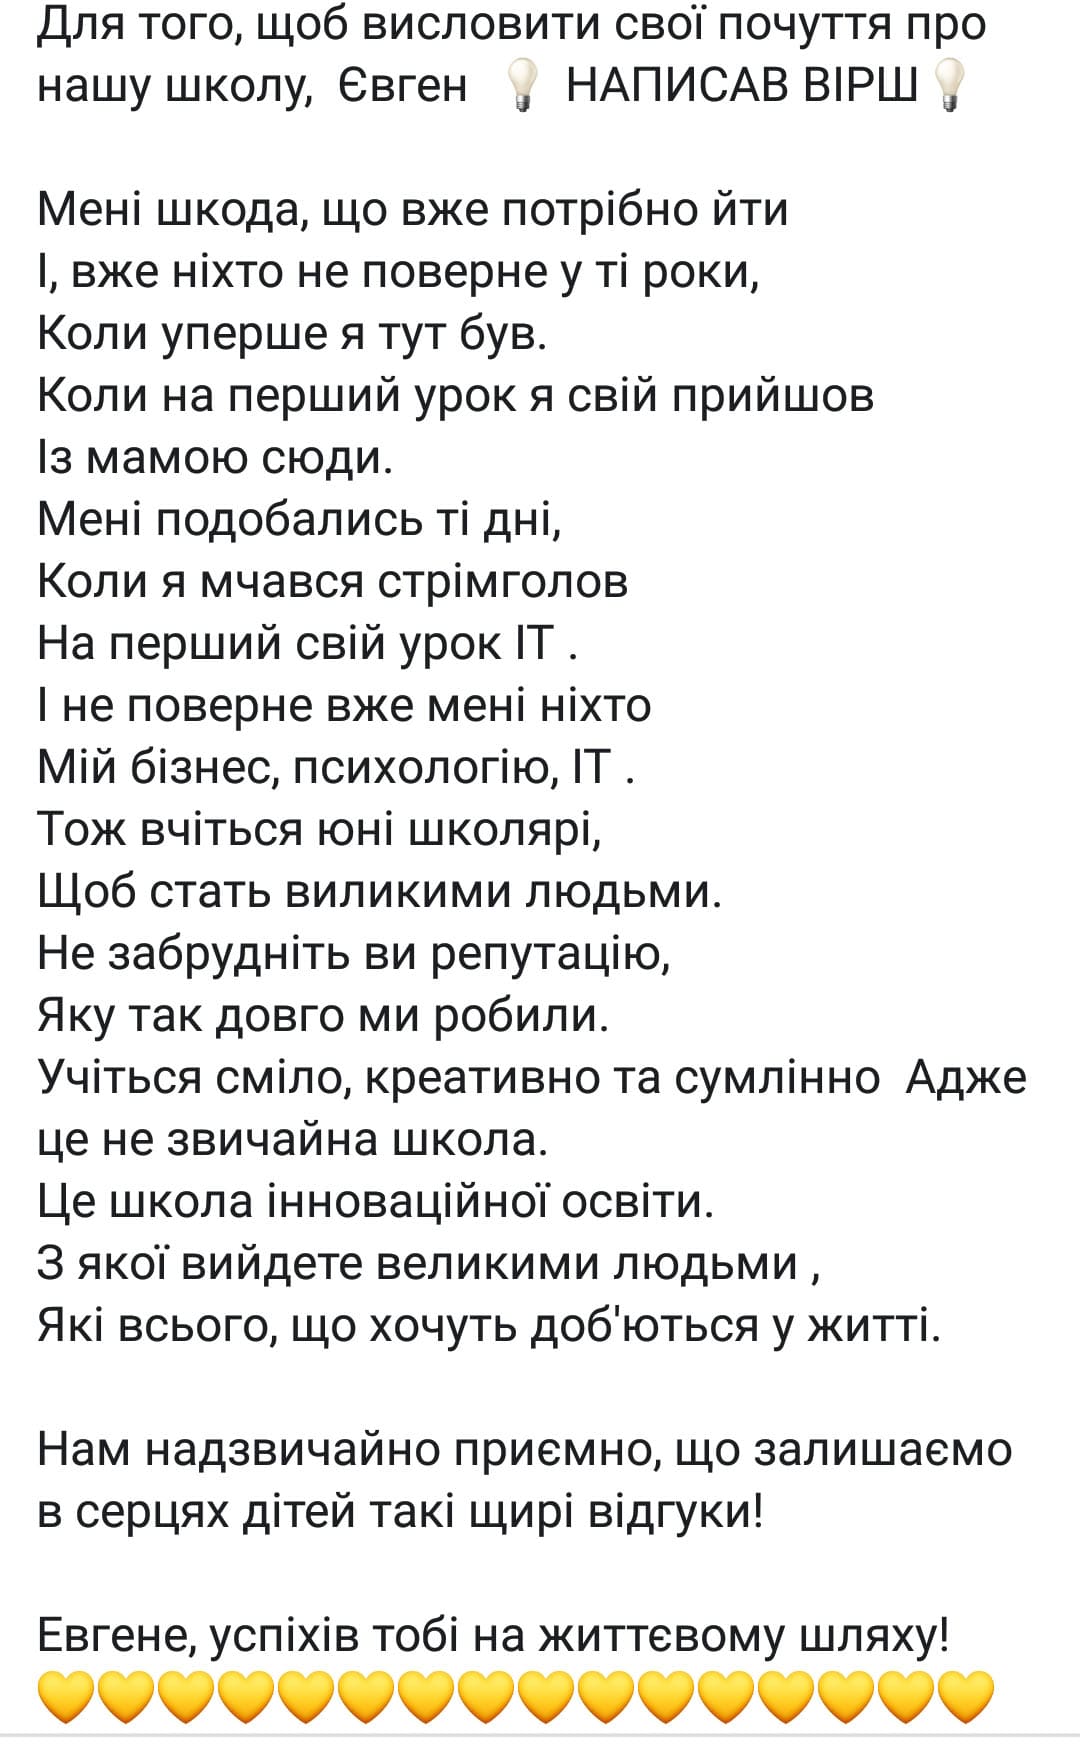 Для того, щоб висловити свої почуття про
нашу школу, Євген 💡 НАПИСАВ ВІРШ💡
Мені шкода, що вже потрібно йти
І, вже ніхто не поверне у ті роки,
Коли уперше я тут був.
Коли на перший урок я свій прийшов
Із мамою сюди.
Мені подобались ті дні,
Коли я мчався стрімголов
На перший свій урок ІТ .
І не поверне вже мені ніхто
Мій бізнес, психологію, ІТ .
Тож вчіться юні школярі,
Щоб стать виликими людьми.
Не забрудніть ви репутацію,
Яку так довго ми робили.
Учіться сміло, креативно та сумлінно  Адже
це не звичайна школа.
Це школа інноваційної освіти.
З якої вийдете великими людьми ,
Які всього, що хочуть доб'ються у житті.
Нам надзвичайно приємно, що залишаємо
в серцях дітей такі щирі відгуки!
Евгене, успіхів тобі на життєвому шляху!
💛💛💛💛💛💛💛💛💛💛💛💛💛💛💛💛